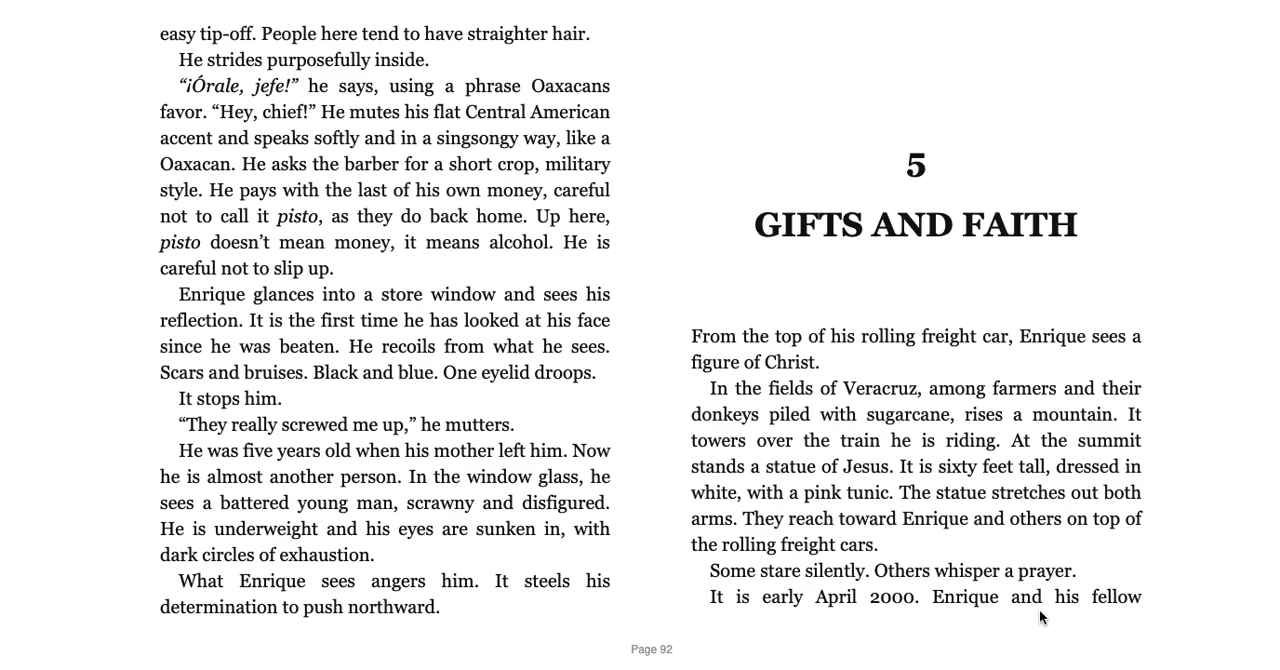 easy tip-off. People here tend to have straighter hair.
He strides purposefully inside.
“¡Órale, jefe!” he says, using a phrase Oaxacans
favor. “Hey, chief!” He mutes his flat Central American
accent and speaks softly and in a singsongy way, like a
Oaxacan. He asks the barber for a short crop, military
style. He pays with the last of his own money, careful
not to call it pisto, as they do back home. Up here,
pisto doesn’t mean money, it means alcohol. He is
careful not to slip up.
Enrique glances into a store window and sees his
reflection. It is the first time he has looked at his face
since he was beaten. He recoils from what he sees.
Scars and bruises. Black and blue. One eyelid droops.
It stops him.
“They really screwed me up,” he mutters.
He was five years old when his mother left him. Now
he is almost another person. In the window glass, he
sees a battered young man, scrawny and disfigured.
He is underweight and his eyes are sunken in, with
dark circles of exhaustion.
What Enrique sees angers him. It steels his
determination to push northward.
5
GIFTS AND FAITH
From the top of his rolling freight car, Enrique sees a
figure of Christ.
In the fields of Veracruz, among farmers and their
donkeys piled with sugarcane, rises a mountain. It
towers over the train he is riding. At the summit
stands a statue of Jesus. It is sixty feet tall, dressed in
white, with a pink tunic. The statue stretches out both
arms. They reach toward Enrique and others on top of
the rolling freight cars.
Some stare silently. Others whisper a prayer.
It is early April 2000. Enrique and his fellow
Page 92